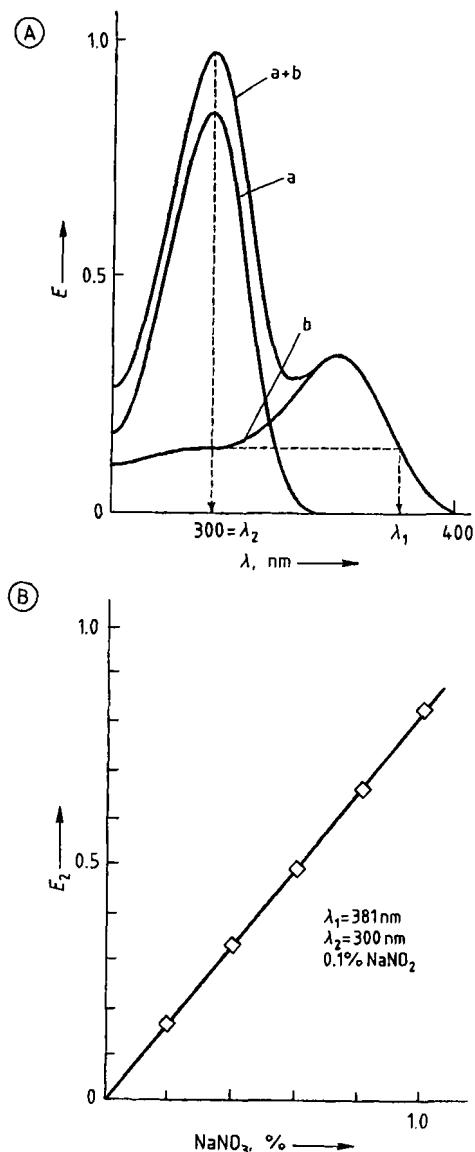 A
1.0
a+b
a
E
0.5
b
0
300=λ₂
λ₁
400
λ, nm
B
1.0
E₂
0.5
λ₁=381 nm
λ₂=300 nm
0.1% NaNO₂
0
1.0
NaNO₃, %